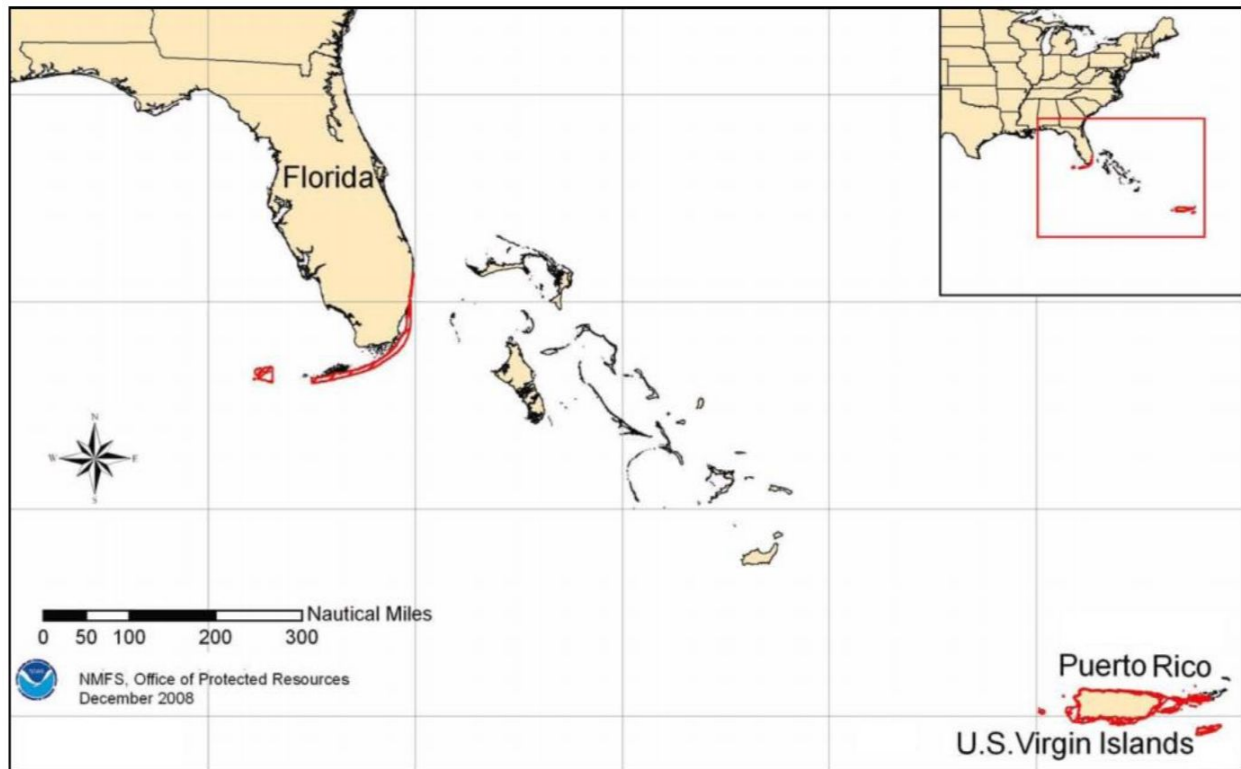 Florida
N
W E
S
Nautical Miles
0 50 100 200 300
NMFS, Office of Protected Resources
December 2008
Puerto Rico
U.S.Virgin Islands